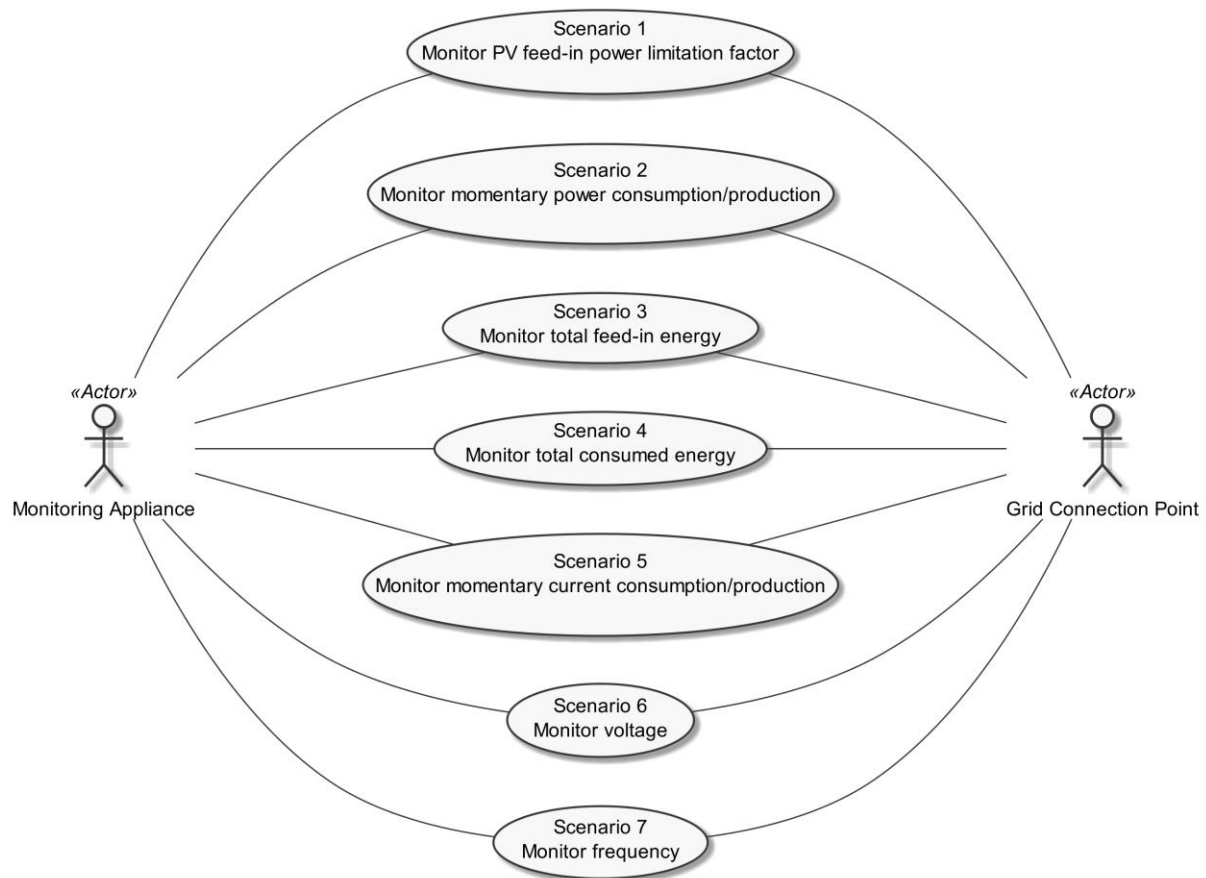 Scenario 1
Monitor PV feed-in power limitation factor
Scenario 2
Monitor momentary power consumption/production
Scenario 3
Monitor total feed-in energy
«Actor»
Monitoring Appliance
«Actor»
Grid Connection Point
Scenario 4
Monitor total consumed energy
Scenario 5
Monitor momentary current consumption/production
Scenario 6
Monitor voltage
Scenario 7
Monitor frequency